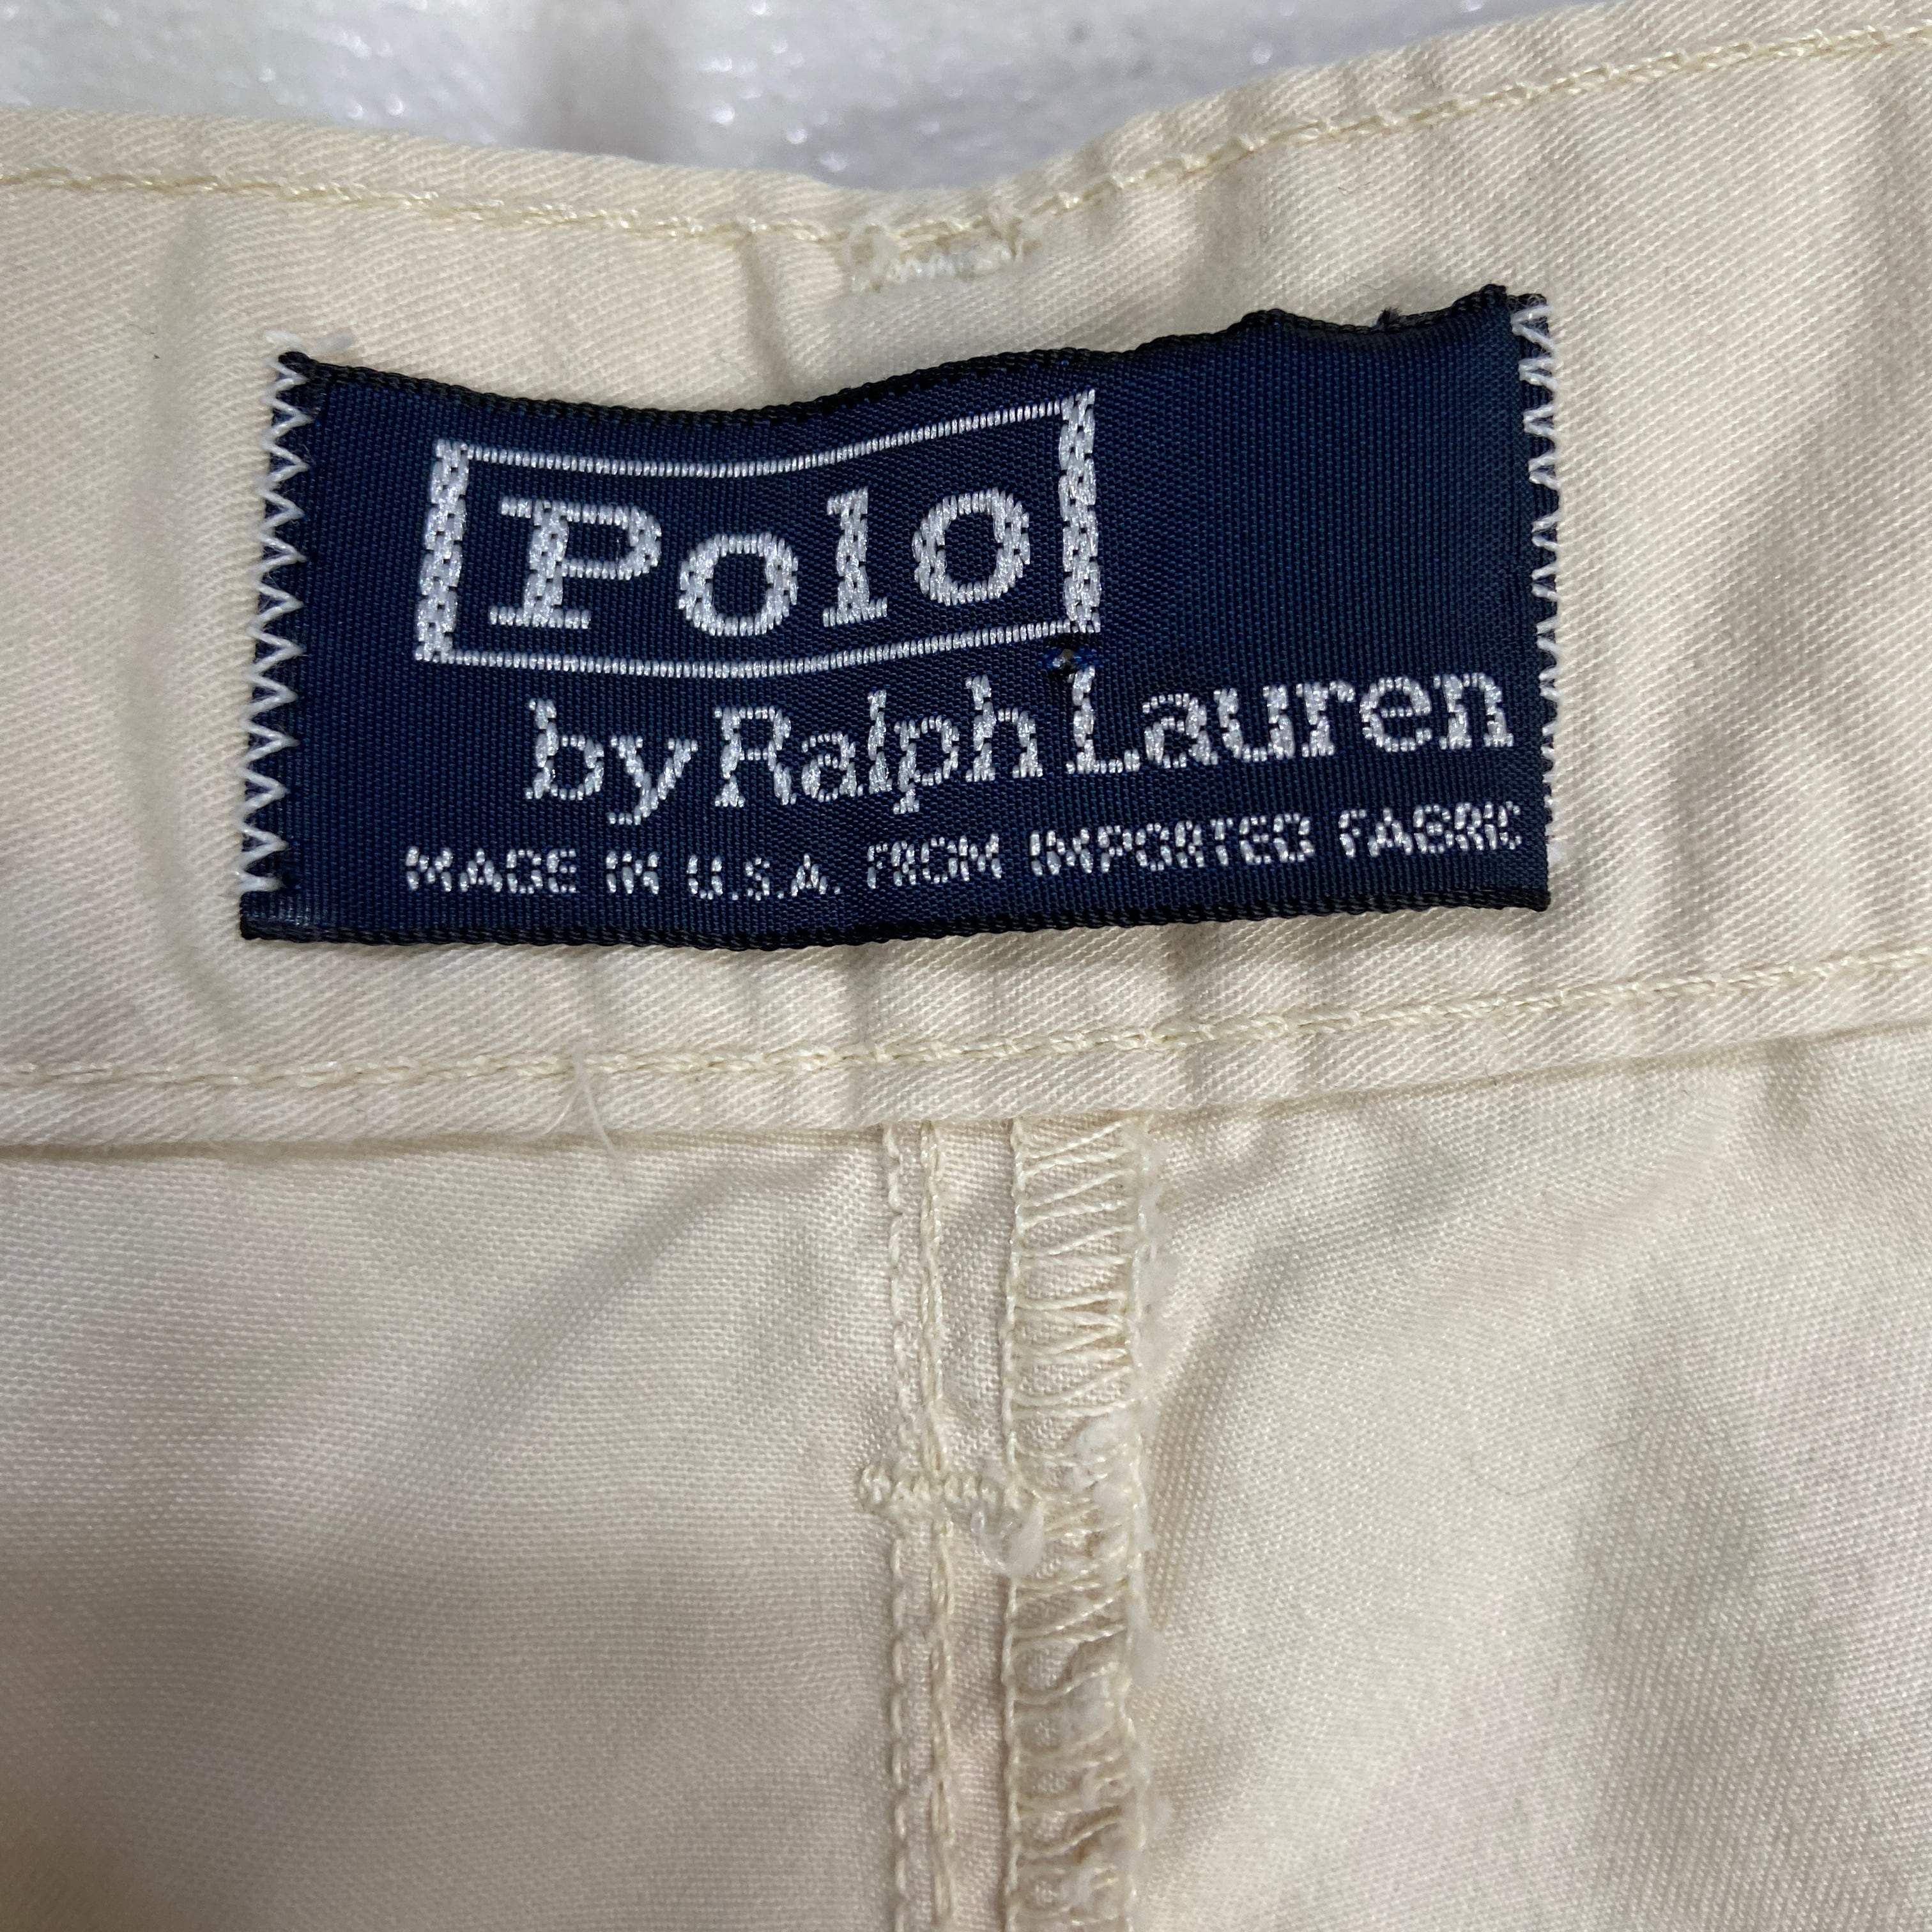 Polo
by Ralph Lauren
MADE IN U.S.A. FROM IMPORTED FABRIC